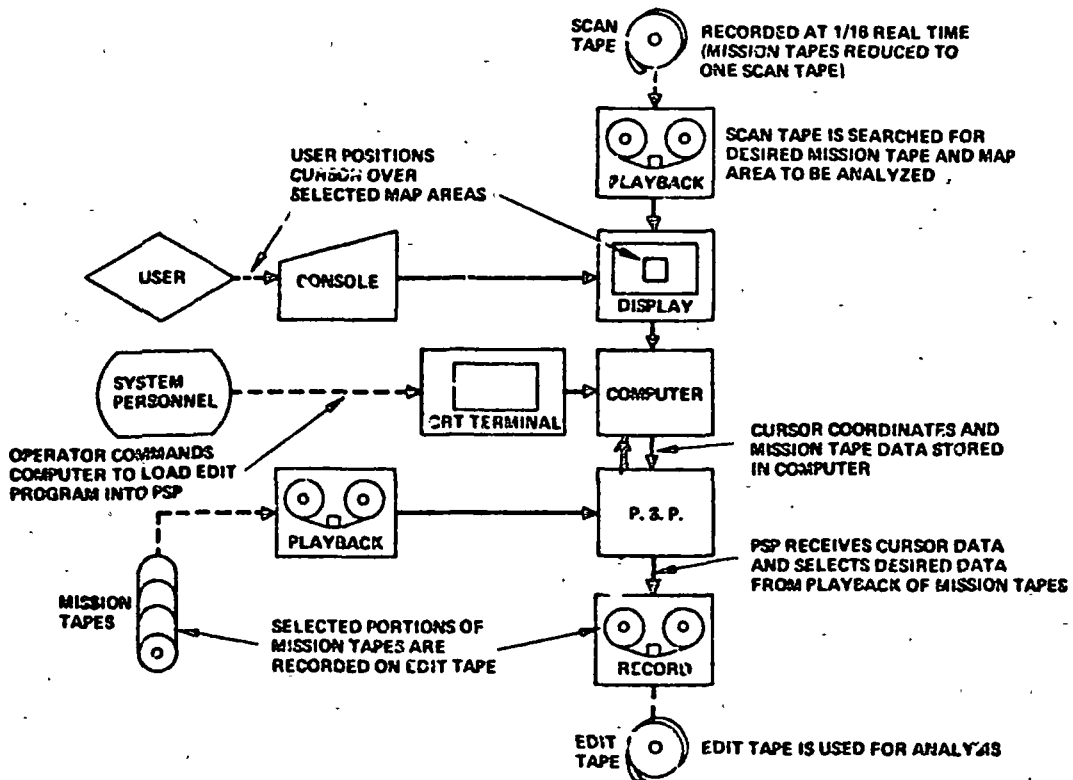 SCAN
TAPE
RECORDED AT 1/16 REAL TIME
(MISSION TAPES REDUCED TO
ONE SCAN TAPE)
PLAYBACK
SCAN TAPE IS SEARCHED FOR
DESIRED MISSION TAPE AND MAP
AREA TO BE ANALYZED
USER POSITIONS
CURSOR OVER
SELECTED MAP AREAS
USER
CONSOLE
DISPLAY
SYSTEM
PERSONNEL
CRT TERMINAL
COMPUTER
OPERATOR COMMANDS
COMPUTER TO LOAD EDIT
PROGRAM INTO PSP
CURSOR COORDINATES AND
MISSION TAPE DATA STORED
IN COMPUTER
PLAYBACK
P. S. P.
PSP RECEIVES CURSOR DATA
AND SELECTS DESIRED DATA
FROM PLAYBACK OF MISSION TAPES
MISSION
TAPES
SELECTED PORTIONS OF
MISSION TAPES ARE
RECORDED ON EDIT TAPE
RECORD
EDIT
TAPE
EDIT TAPE IS USED FOR ANALYSIS